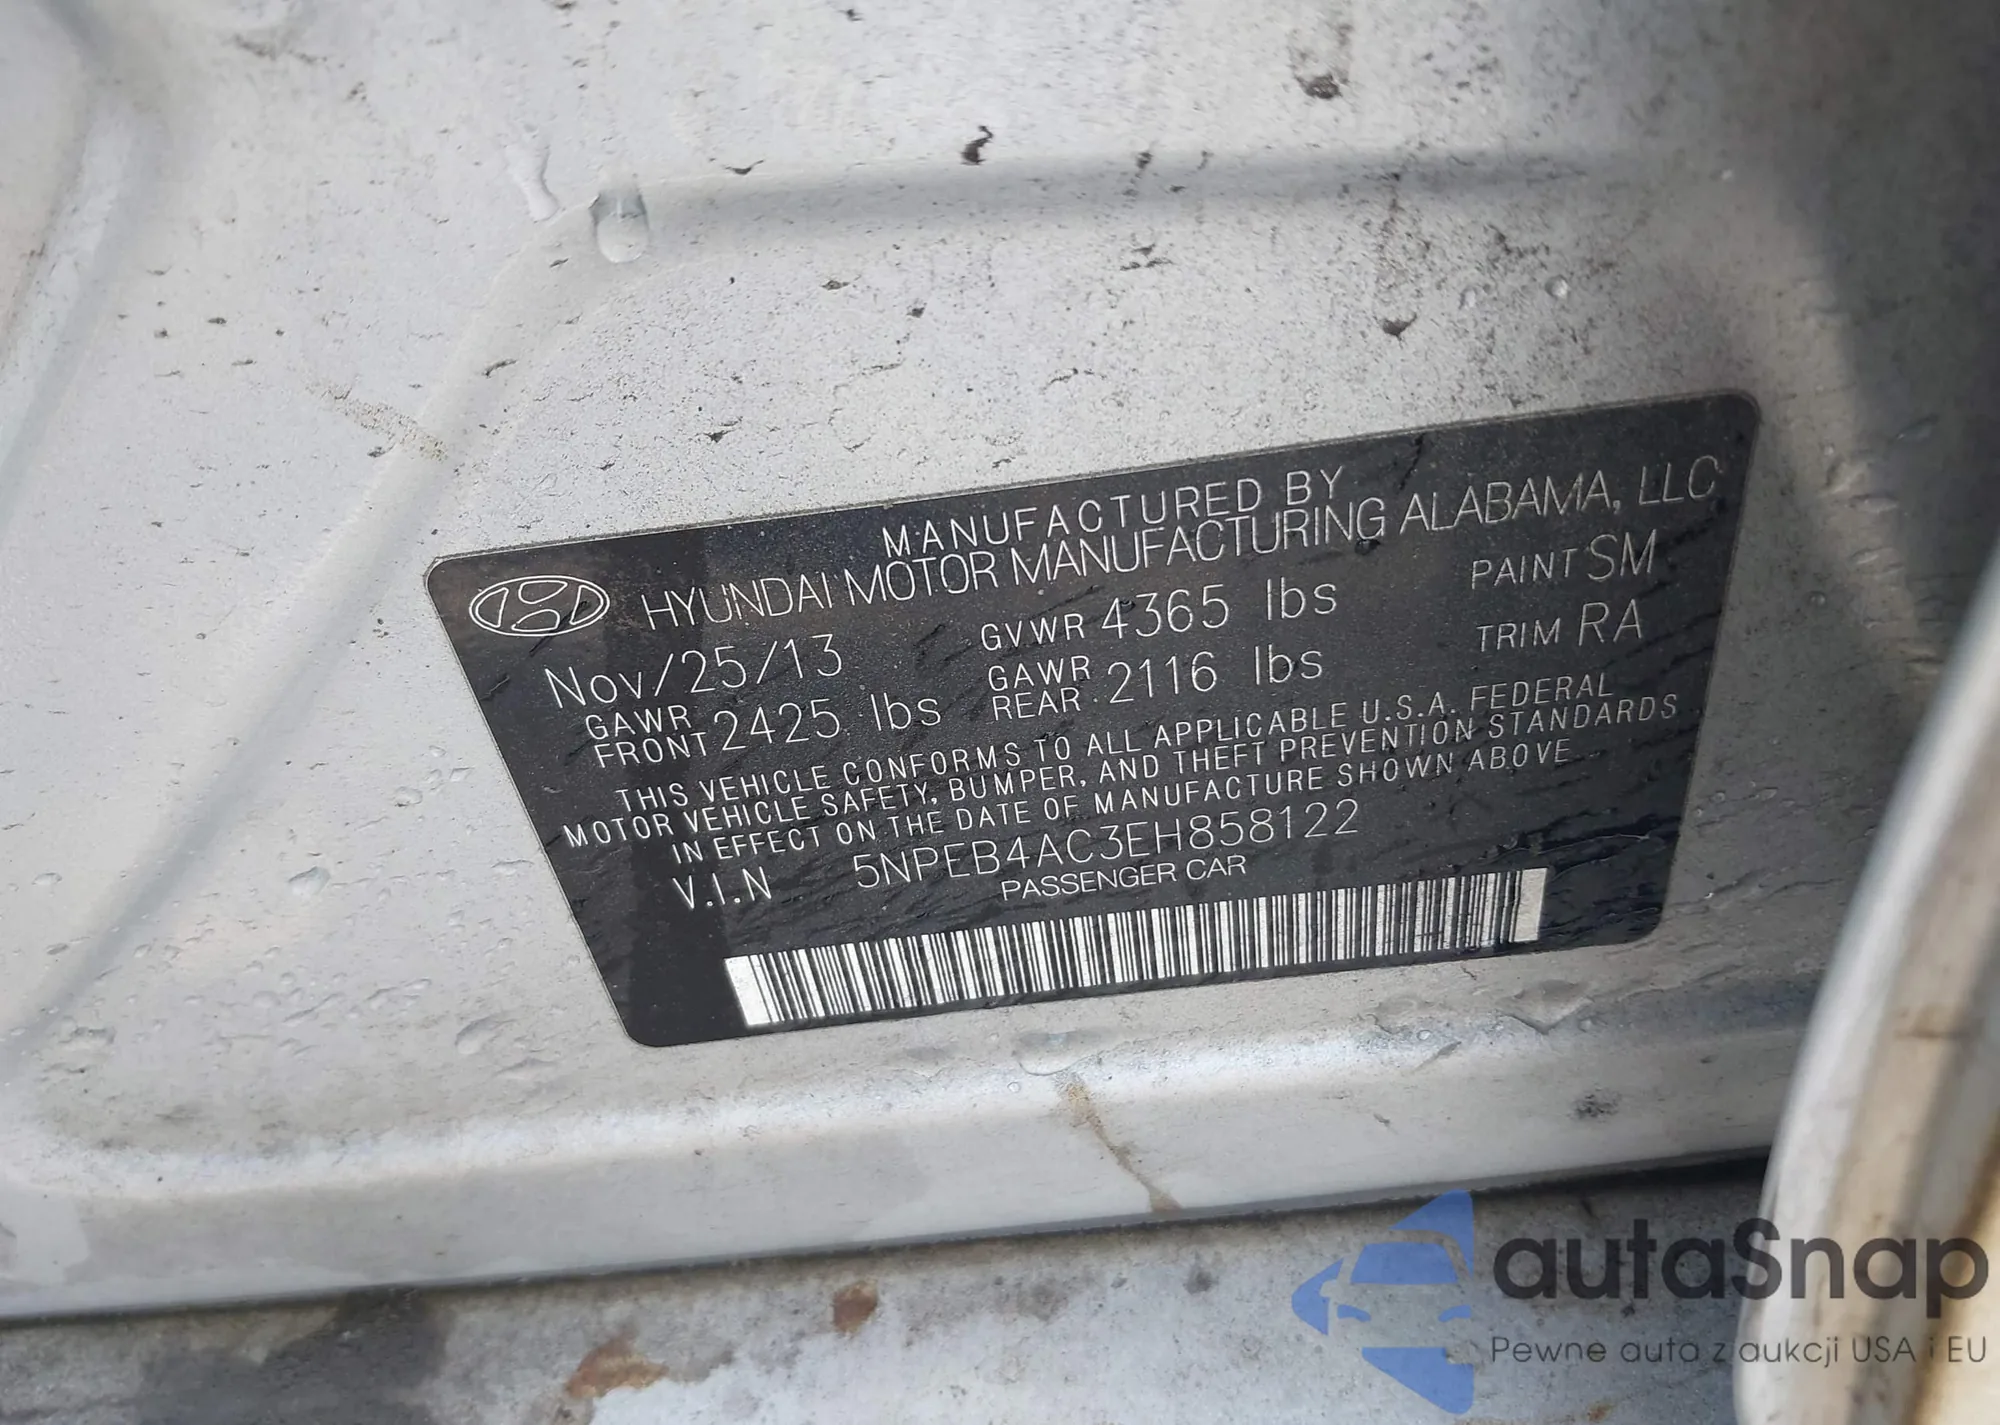 MANUFACTURED BY
HYUNDAI MOTOR MANUFACTURING ALABAMA, LLC
Nov/25/13 GVWR 4365 lbs PAINT SM
GAWR FRONT 2425 lbs GAWR REAR 2116 lbs TRIM RA
THIS VEHICLE CONFORMS TO ALL APPLICABLE U.S.A. FEDERAL
MOTOR VEHICLE SAFETY, BUMPER, AND THEFT PREVENTION STANDARDS
IN EFFECT ON THE DATE OF MANUFACTURE SHOWN ABOVE
V.I.N 5NPEB4AC3EH858122
PASSENGER CAR
autaSnap
Pewne auta z aukcji USA i EU